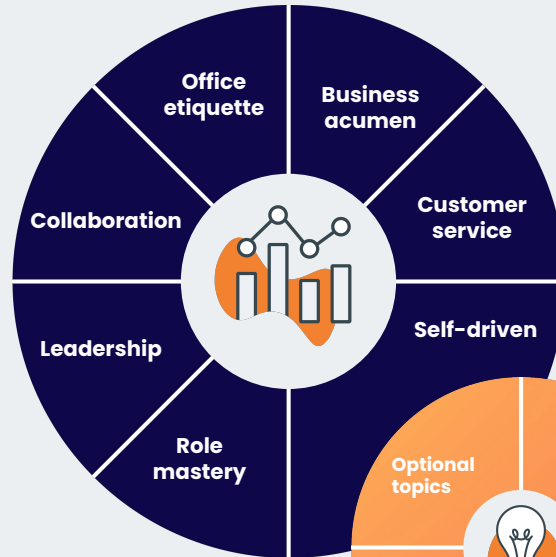 Office
etiquette
Business
acumen
Collaboration
Customer
service
Leadership
Self-driven
Role
mastery
Optional
topics